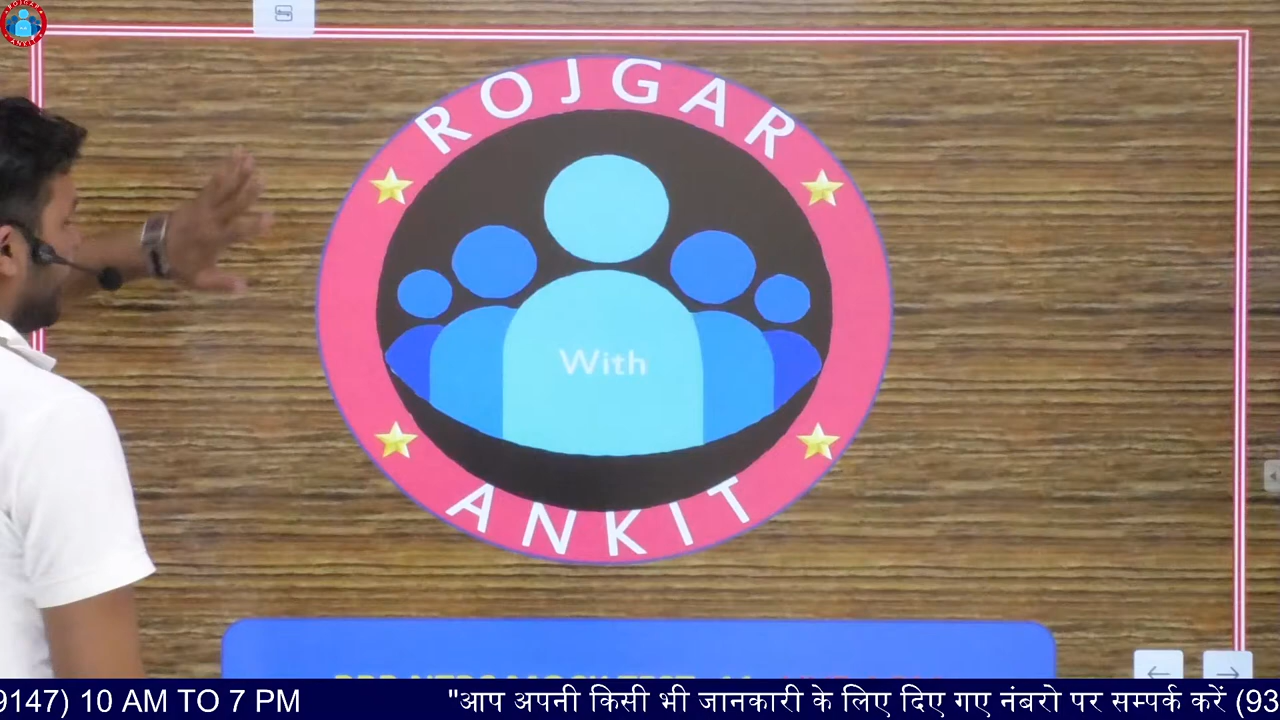 ROJGAR
With
ANKIT
9147) 10 AM TO 7 PM "आप अपनी किसी भी जानकारी के लिए दिए गए नंबरो पर सम्पर्क करें (93